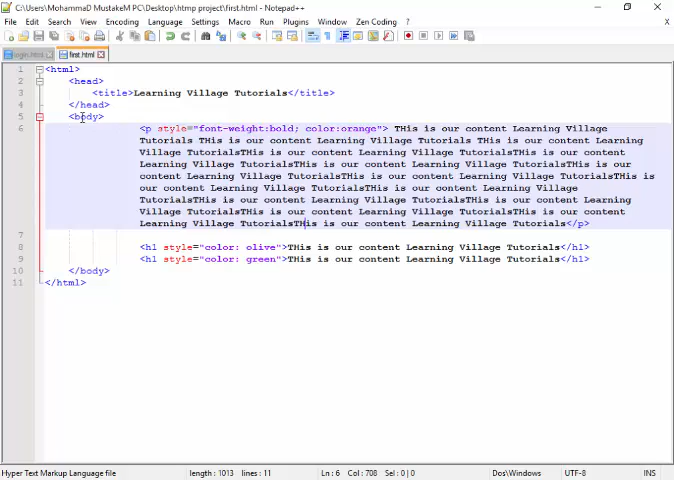 C:\Users\MohammaD MustakeM PC\Desktop\htmp project\first.html - Notepad++
File Edit Search View Encoding Language Settings Macro Run Plugins Window Zen Coding ?
X
login.html first.html
1 <html>
2 <head>
3 <title>Learning Village Tutorials</title>
4 </head>
5 <body>
6 <p style="font-weight:bold; color:orange"> THis is our content Learning Village
Tutorials THis is our content Learning Village Tutorials THis is our content Learning
Village TutorialsTHis is our content Learning Village TutorialsTHis is our content
Learning Village TutorialsTHis is our content Learning Village TutorialsTHis is our
content Learning Village TutorialsTHis is our content Learning Village TutorialsTHis is
our content Learning Village TutorialsTHis is our content Learning Village
TutorialsTHis is our content Learning Village TutorialsTHis is our content Learning
Village TutorialsTHis is our content Learning Village TutorialsTHis is our content
Learning Village TutorialsTHis is our content Learning Village Tutorials</p>
7
8 <h1 style="color: olive">THis is our content Learning Village Tutorials</h1>
9 <h1 style="color: green">THis is our content Learning Village Tutorials</h1>
10 </body>
11 </html>
Hyper Text Markup Language file length : 1013 lines : 11 Ln : 6 Col : 708 Sel : 0 | 0 Dos\Windows UTF-8 INS